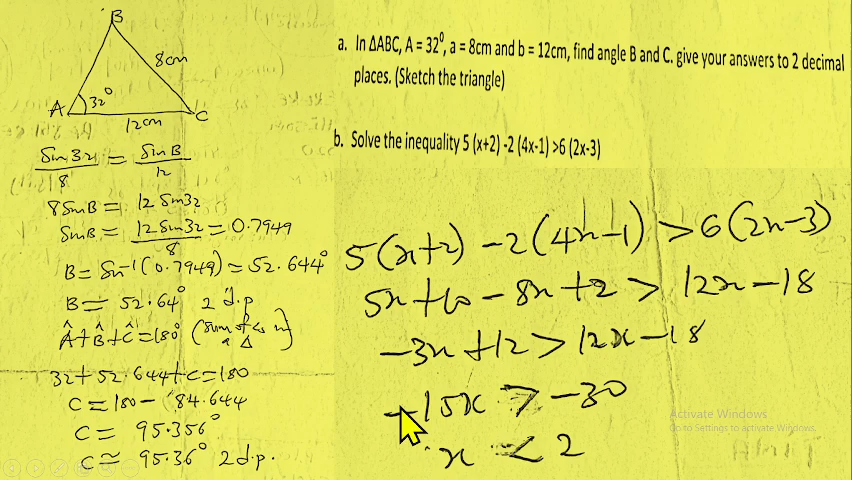 B
8cm
A 32° C
12cm
Sin32/8 = SinB/12
8SinB = 12 Sin32
SinB = 12 Sin32/8 = 0.7949
B = Sin⁻¹(0.7949) = 52.644°
B = 52.64° 2 d.p
Â+B̂+Ĉ=180° (Sum of <s in a Δ)
32+52.644+C=180
C = 180 - 84.644
C = 95.356°
C ≈ 95.36° 2d.p.
a. In ΔABC, A = 32⁰, a = 8cm and b = 12cm, find angle B and C. give your answers to 2 decimal
places. (Sketch the triangle)
b. Solve the inequality 5 (x+2) -2 (4x-1) >6 (2x-3)
5(x+2) -2(4x-1) > 6(2x-3)
5x+10 - 8x+2 > 12x-18
-3x+12 > 12x-18
-15x > -30
x < 2
Activate Windows
Go to Settings to activate Windows.